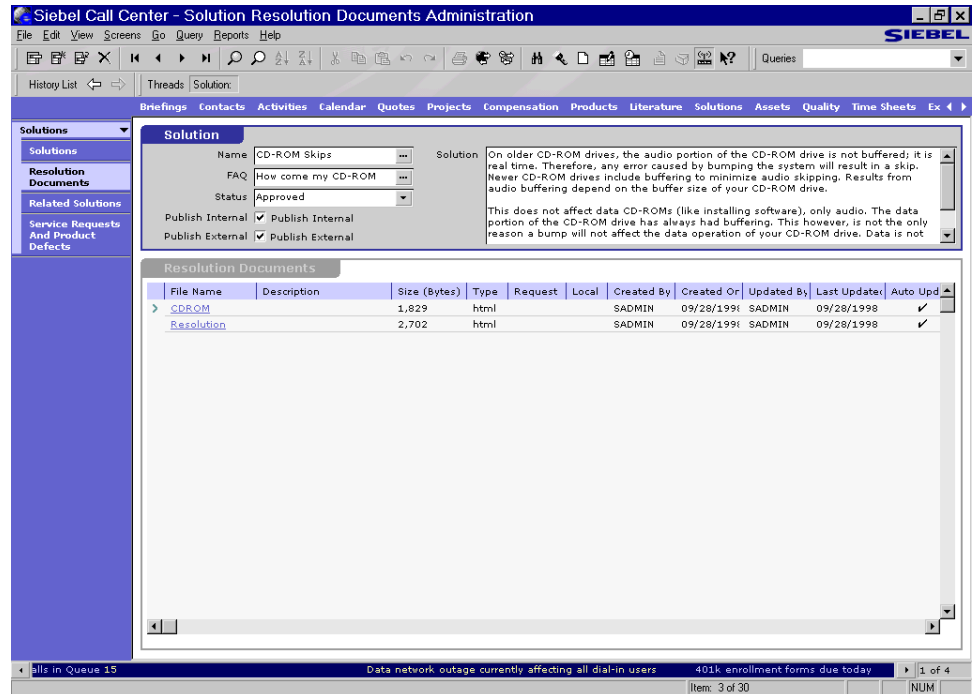 Siebel Call Center - Solution Resolution Documents Administration
File Edit View Screens Go Query Reports Help
SIEBEL
Queries
History List Threads Solution:
Briefings Contacts Activities Calendar Quotes Projects Compensation Products Literature Solutions Assets Quality Time Sheets Ex
Solutions
Solutions
Resolution
Documents
Related Solutions
Service Requests
And Product
Defects
Solution
Name CD-ROM Skips
FAQ How come my CD-ROM
Status Approved
Publish Internal Publish Internal
Publish External Publish External
Solution
On older CD-ROM drives, the audio portion of the CD-ROM drive is not buffered; it is
real time. Therefore, any error caused by bumping the system will result in a skip.
Newer CD-ROM drives include buffering to minimize audio skipping. Results from
audio buffering depend on the buffer size of your CD-ROM drive.
This does not affect data CD-ROMs (like installing software), only audio. The data
portion of the CD-ROM drive has always had buffering. This however, is not the only
reason a bump will not affect the data operation of your CD-ROM drive. Data is not
Resolution Documents
File Name Description Size (Bytes) Type Request Local Created By Created Or Updated By Last Updated Auto Upd
CDROM 1,829 html SADMIN 09/28/199 SADMIN 09/28/1998
Resolution 2,702 html SADMIN 09/28/199 SADMIN 09/28/1998
alls in Queue 15 Data network outage currently affecting all dial-in users 401k enrollment forms due today 1 of 4
Item: 3 of 30 NUM